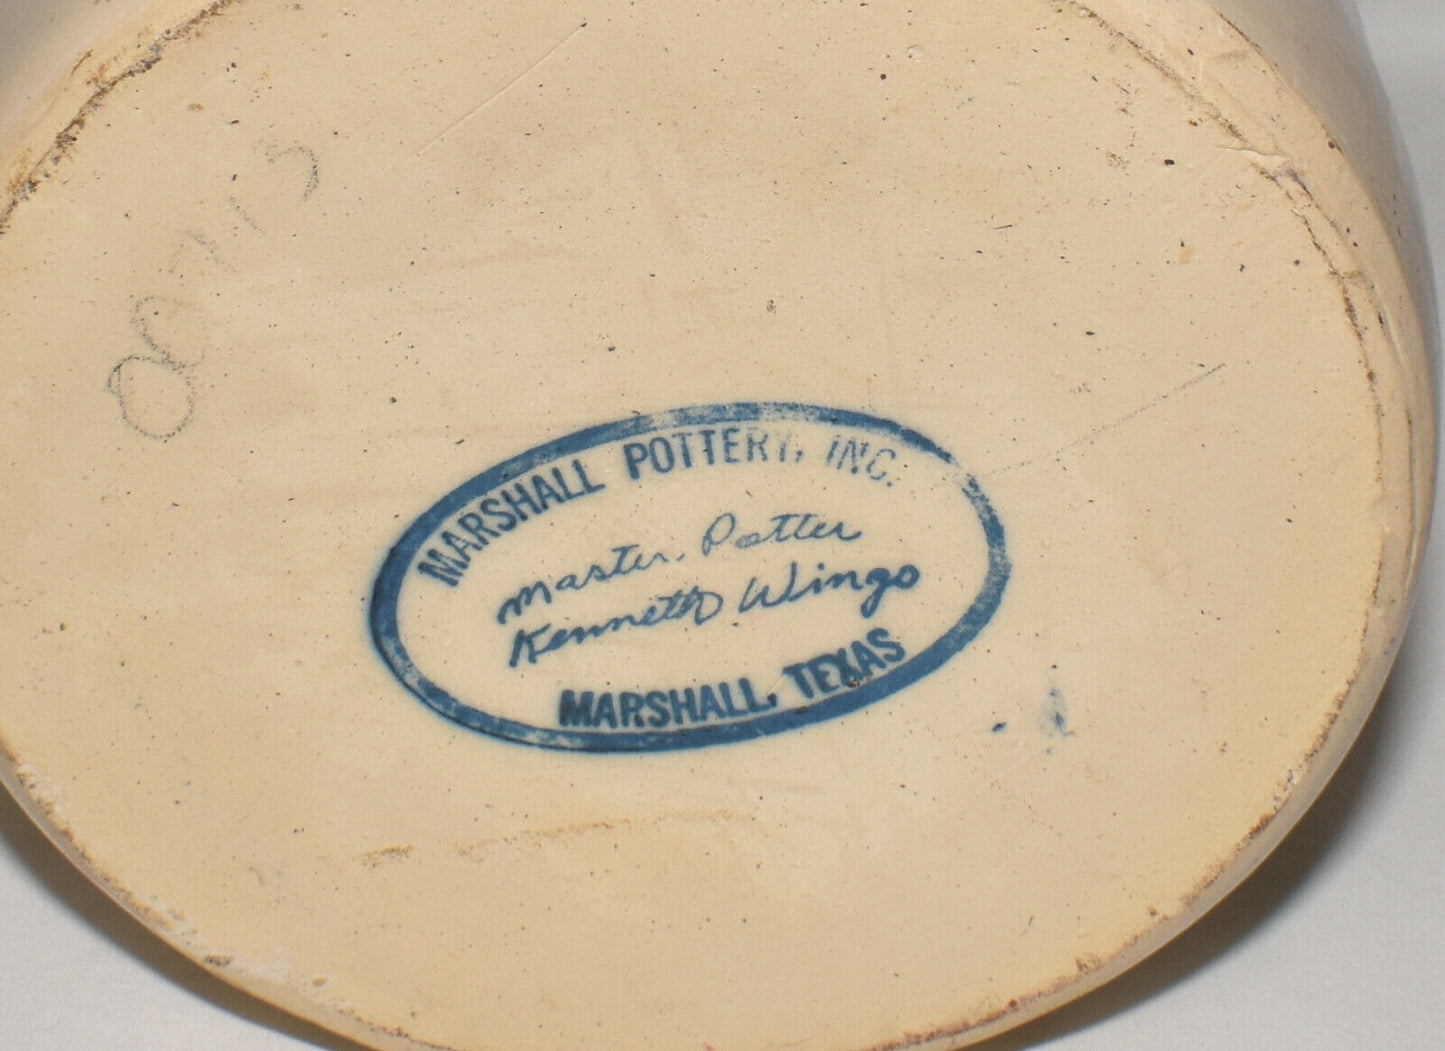 MARSHALL POTTERY, INC.
Master Potter
Kenneth Wingo
MARSHALL, TEXAS